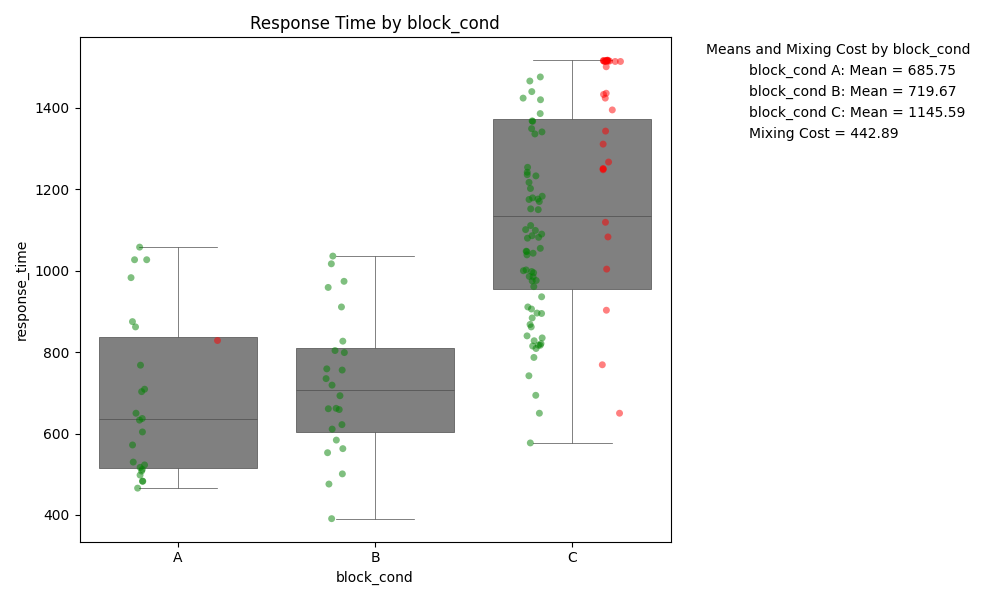 Response Time by block_cond
Means and Mixing Cost by block_cond
block_cond A: Mean = 685.75
block_cond B: Mean = 719.67
block_cond C: Mean = 1145.59
Mixing Cost = 442.89
response_time
1400
1200
1000
800
600
400
A
B
C
block_cond